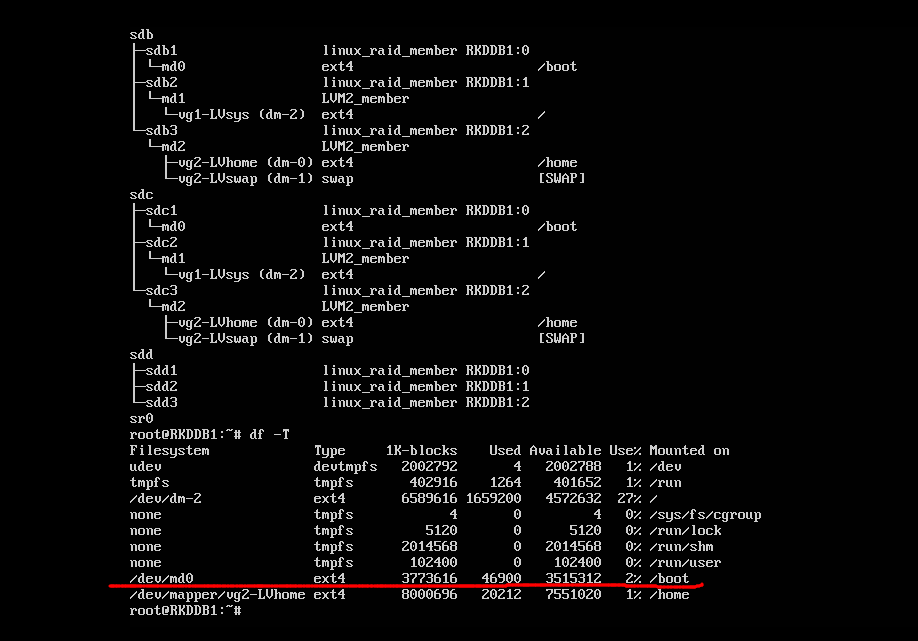 sdb
├─sdb1                linux_raid_member RKDDB1:0
│ └─md0               ext4                       /boot
├─sdb2                linux_raid_member RKDDB1:1
│ └─md1               LVM2_member
│   └─vg1-LVsys (dm-2)  ext4                       /
└─sdb3                linux_raid_member RKDDB1:2
  └─md2               LVM2_member
    ├─vg2-LVhome (dm-0) ext4                       /home
    └─vg2-LVswap (dm-1) swap                       [SWAP]
sdc
├─sdc1                linux_raid_member RKDDB1:0
│ └─md0               ext4                       /boot
├─sdc2                linux_raid_member RKDDB1:1
│ └─md1               LVM2_member
│   └─vg1-LVsys (dm-2)  ext4                       /
└─sdc3                linux_raid_member RKDDB1:2
  └─md2               LVM2_member
    ├─vg2-LVhome (dm-0) ext4                       /home
    └─vg2-LVswap (dm-1) swap                       [SWAP]
sdd
├─sdd1                linux_raid_member RKDDB1:0
├─sdd2                linux_raid_member RKDDB1:1
└─sdd3                linux_raid_member RKDDB1:2
sr0
root@RKDDB1:~# df -T
Filesystem             Type     1K-blocks    Used Available Use% Mounted on
udev                   devtmpfs   2002792       4   2002788   1% /dev
tmpfs                  tmpfs       402916    1264    401652   1% /run
/dev/dm-2              ext4       6589616 1659200   4572632  27% /
none                   tmpfs            4       0         4   0% /sys/fs/cgroup
none                   tmpfs         5120       0      5120   0% /run/lock
none                   tmpfs      2014568       0   2014568   0% /run/shm
none                   tmpfs       102400       0    102400   0% /run/user
/dev/md0               ext4       3773616   46900   3515312   2% /boot
/dev/mapper/vg2-LVhome ext4       8000696   20212   7551020   1% /home
root@RKDDB1:~#